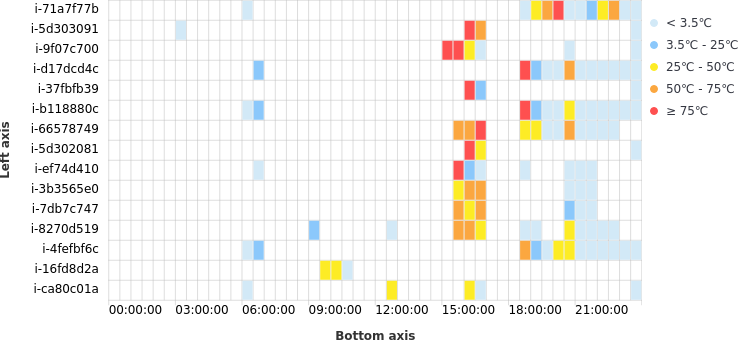 i-71a7f77b
i-5d303091
i-9f07c700
i-d17dcd4c
i-37fbfb39
i-b118880c
i-66578749
i-5d302081
i-ef74d410
i-3b3565e0
i-7db7c747
i-8270d519
i-4fefbf6c
i-16fd8d2a
i-ca80c01a
Left axis
00:00:00 03:00:00 06:00:00 09:00:00 12:00:00 15:00:00 18:00:00 21:00:00
Bottom axis
< 3.5℃
3.5℃ - 25℃
25℃ - 50℃
50℃ - 75℃
≥ 75℃